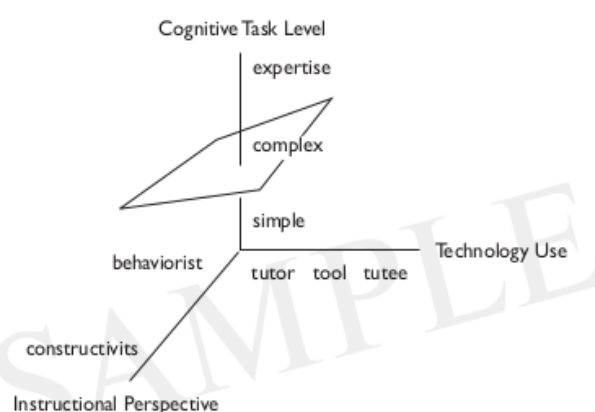 Cognitive Task Level
expertise
complex
simple
behaviorist
Technology Use
tutor tool tutee
constructivits
Instructional Perspective
SAMPLE